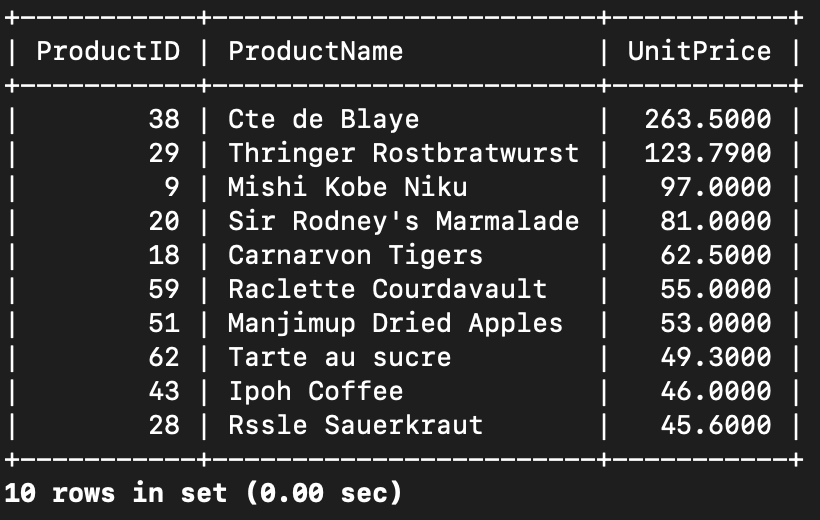 +-----------+------------------------+-----------+
| ProductID | ProductName            | UnitPrice |
+-----------+------------------------+-----------+
|        38 | Cte de Blaye           |  263.5000 |
|        29 | Thringer Rostbratwurst |  123.7900 |
|         9 | Mishi Kobe Niku        |   97.0000 |
|        20 | Sir Rodney's Marmalade |   81.0000 |
|        18 | Carnarvon Tigers       |   62.5000 |
|        59 | Raclette Courdavault   |   55.0000 |
|        51 | Manjimup Dried Apples  |   53.0000 |
|        62 | Tarte au sucre         |   49.3000 |
|        43 | Ipoh Coffee            |   46.0000 |
|        28 | Rssle Sauerkraut       |   45.6000 |
+-----------+------------------------+-----------+
10 rows in set (0.00 sec)